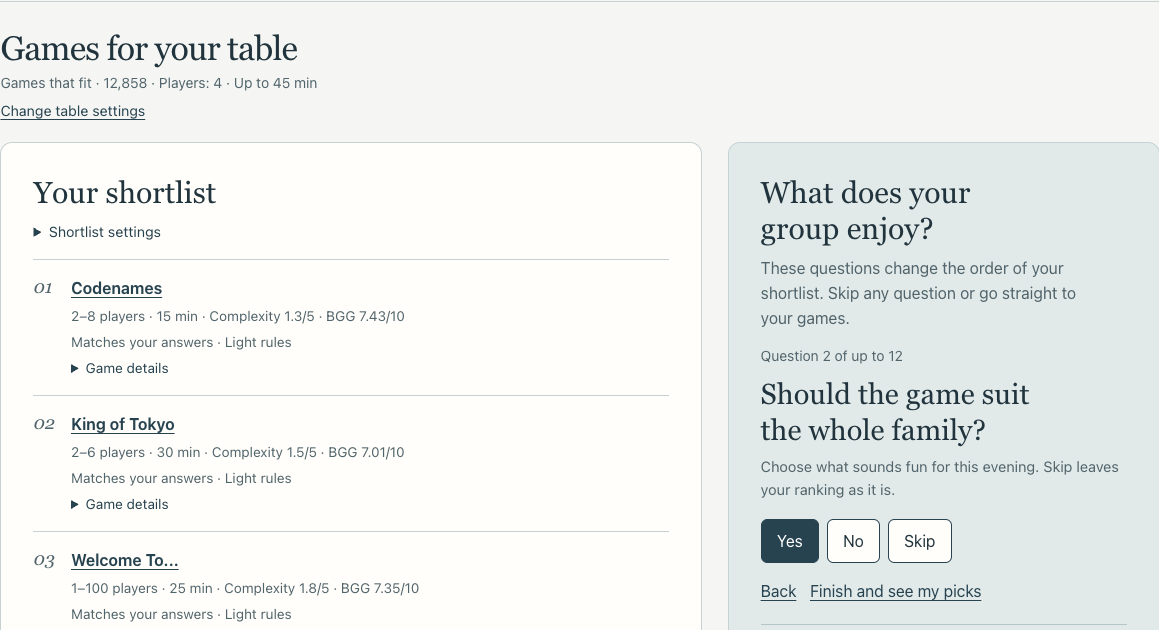 Games for your table
Games that fit · 12,858 · Players: 4 · Up to 45 min
Change table settings
Your shortlist
Shortlist settings
01 Codenames
2–8 players · 15 min · Complexity 1.3/5 · BGG 7.43/10
Matches your answers · Light rules
Game details
02 King of Tokyo
2–6 players · 30 min · Complexity 1.5/5 · BGG 7.01/10
Matches your answers · Light rules
Game details
03 Welcome To...
1–100 players · 25 min · Complexity 1.8/5 · BGG 7.35/10
Matches your answers · Light rules
What does your
group enjoy?
These questions change the order of your
shortlist. Skip any question or go straight to
your games.
Question 2 of up to 12
Should the game suit
the whole family?
Choose what sounds fun for this evening. Skip leaves
your ranking as it is.
Yes No Skip
Back Finish and see my picks